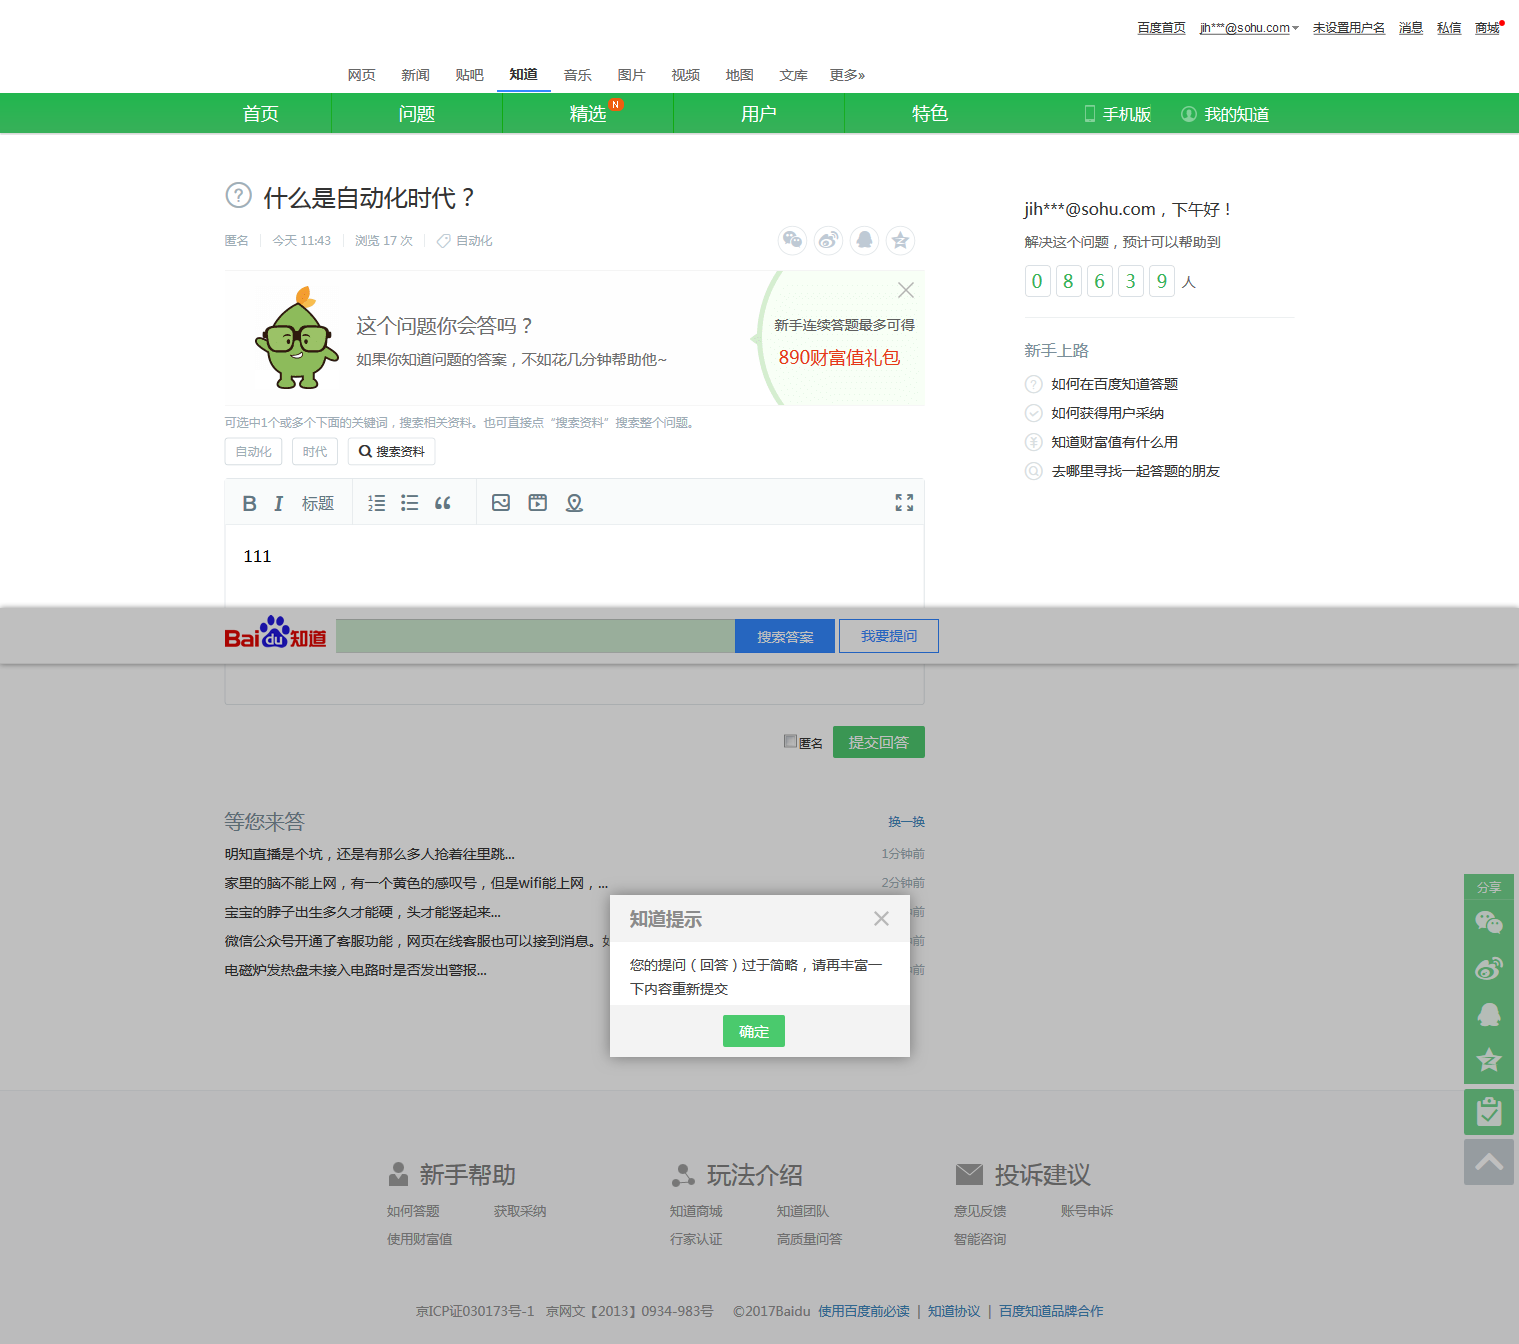 百度首页 jih***@sohu.com 未设置用户名 消息 私信 商城
网页 新闻 贴吧 知道 音乐 图片 视频 地图 文库 更多»
首页 问题 精选 N 用户 特色 手机版 我的知道
什么是自动化时代？
匿名 今天 11:43 浏览 17 次 自动化
这个问题你会答吗？
如果你知道问题的答案，不如花几分钟帮助他~
新手连续答题最多可得
890财富值礼包
可选中1个或多个下面的关键词，搜索相关资料。也可直接点“搜索资料”搜索整个问题。
自动化 时代 搜索资料
B I 标题
111
jih***@sohu.com，下午好！
解决这个问题，预计可以帮助到
0 8 6 3 9 人
新手上路
如何在百度知道答题
如何获得用户采纳
知道财富值有什么用
去哪里寻找一起答题的朋友
Bai du 知道 搜索答案 我要提问
匿名 提交回答
等您来答 换一换
明知直播是个坑，还是有那么多人抢着往里跳... 1分钟前
家里的脑不能上网，有一个黄色的感叹号，但是wifi能上网，... 2分钟前
宝宝的脖子出生多久才能硬，头才能竖起来... 钟前
微信公众号开通了客服功能，网页在线客服也可以接到消息。如 钟前
电磁炉发热盘未接入电路时是否发出警报... 钟前
知道提示
您的提问（回答）过于简略，请再丰富一
下内容重新提交
确定
分享
新手帮助
如何答题 获取采纳
使用财富值
玩法介绍
知道商城 知道团队
行家认证 高质量问答
投诉建议
意见反馈 账号申诉
智能咨询
京ICP证030173号-1 京网文【2013】0934-983号 ©2017Baidu 使用百度前必读 | 知道协议 | 百度知道品牌合作